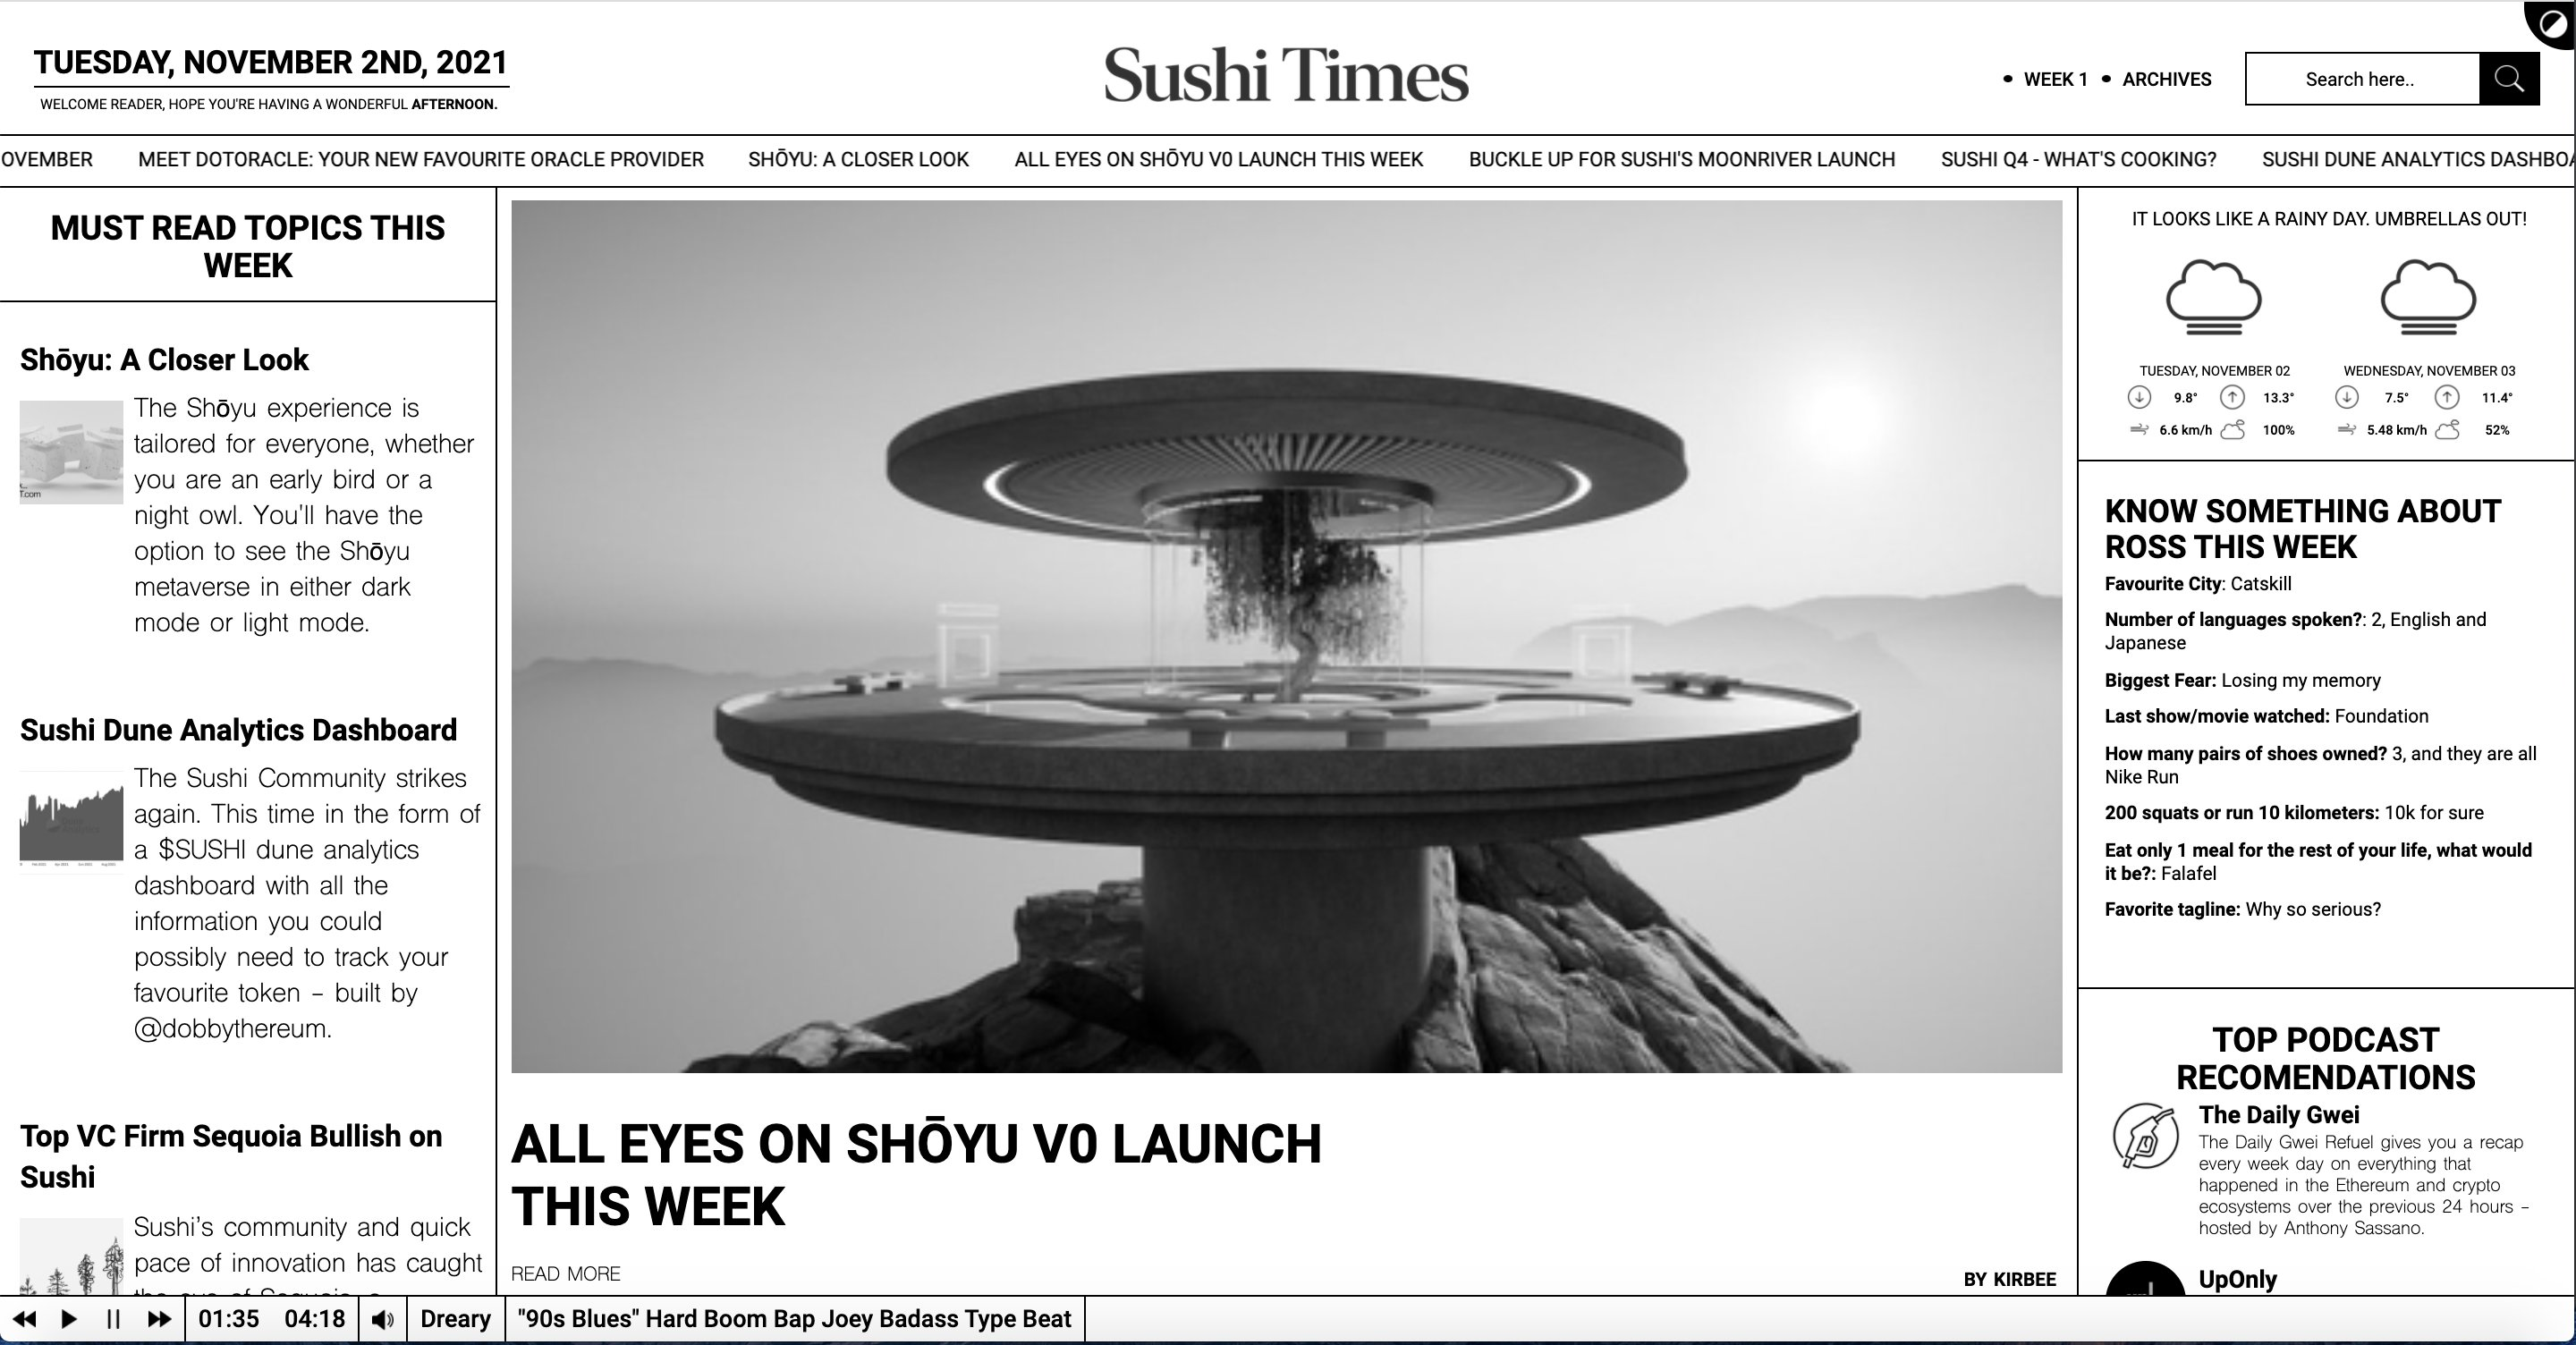 TUESDAY, NOVEMBER 2ND, 2021
WELCOME READER, HOPE YOU'RE HAVING A WONDERFUL AFTERNOON.
Sushi Times
• WEEK 1 • ARCHIVES
Search here..
OVEMBER MEET DOTORACLE: YOUR NEW FAVOURITE ORACLE PROVIDER SHŌYU: A CLOSER LOOK ALL EYES ON SHŌYU V0 LAUNCH THIS WEEK BUCKLE UP FOR SUSHI'S MOONRIVER LAUNCH SUSHI Q4 - WHAT'S COOKING? SUSHI DUNE ANALYTICS DASHBOA
MUST READ TOPICS THIS
WEEK
Shōyu: A Closer Look
The Shōyu experience is
tailored for everyone, whether
you are an early bird or a
night owl. You'll have the
option to see the Shōyu
metaverse in either dark
mode or light mode.
T.com
Sushi Dune Analytics Dashboard
The Sushi Community strikes
again. This time in the form of
a $SUSHI dune analytics
dashboard with all the
information you could
possibly need to track your
favourite token – built by
@dobbythereum.
Top VC Firm Sequoia Bullish on
Sushi
Sushi's community and quick
pace of innovation has caught
ALL EYES ON SHŌYU V0 LAUNCH
THIS WEEK
READ MORE
BY KIRBEE
IT LOOKS LIKE A RAINY DAY. UMBRELLAS OUT!
TUESDAY, NOVEMBER 02
9.8° 13.3°
6.6 km/h 100%
WEDNESDAY, NOVEMBER 03
7.5° 11.4°
5.48 km/h 52%
KNOW SOMETHING ABOUT
ROSS THIS WEEK
Favourite City: Catskill
Number of languages spoken?: 2, English and
Japanese
Biggest Fear: Losing my memory
Last show/movie watched: Foundation
How many pairs of shoes owned? 3, and they are all
Nike Run
200 squats or run 10 kilometers: 10k for sure
Eat only 1 meal for the rest of your life, what would
it be?: Falafel
Favorite tagline: Why so serious?
TOP PODCAST
RECOMENDATIONS
The Daily Gwei
The Daily Gwei Refuel gives you a recap
every week day on everything that
happened in the Ethereum and crypto
ecosystems over the previous 24 hours –
hosted by Anthony Sassano.
UpOnly
01:35 04:18
Dreary
"90s Blues" Hard Boom Bap Joey Badass Type Beat